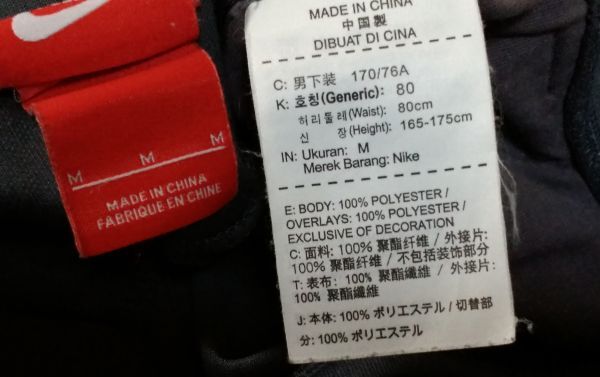 M M M
MADE IN CHINA
FABRIQUE EN CHINE
MADE IN CHINA
中国製
DIBUAT DI CINA
C: 男下装 170/76A
K: 호칭(Generic): 80
허리둘레(Waist): 80cm
신 장(Height): 165-175cm
IN: Ukuran: M
Merek Barang: Nike
E: BODY: 100% POLYESTER /
OVERLAYS: 100% POLYESTER /
EXCLUSIVE OF DECORATION
C: 面料: 100% 聚酯纤维 / 外接片:
100% 聚酯纤维 / 不包括装饰部分
T: 表布: 100% 聚酯纖維 / 外接片:
100% 聚酯纖維
J: 本体: 100% ポリエステル / 切替部
分: 100% ポリエステル